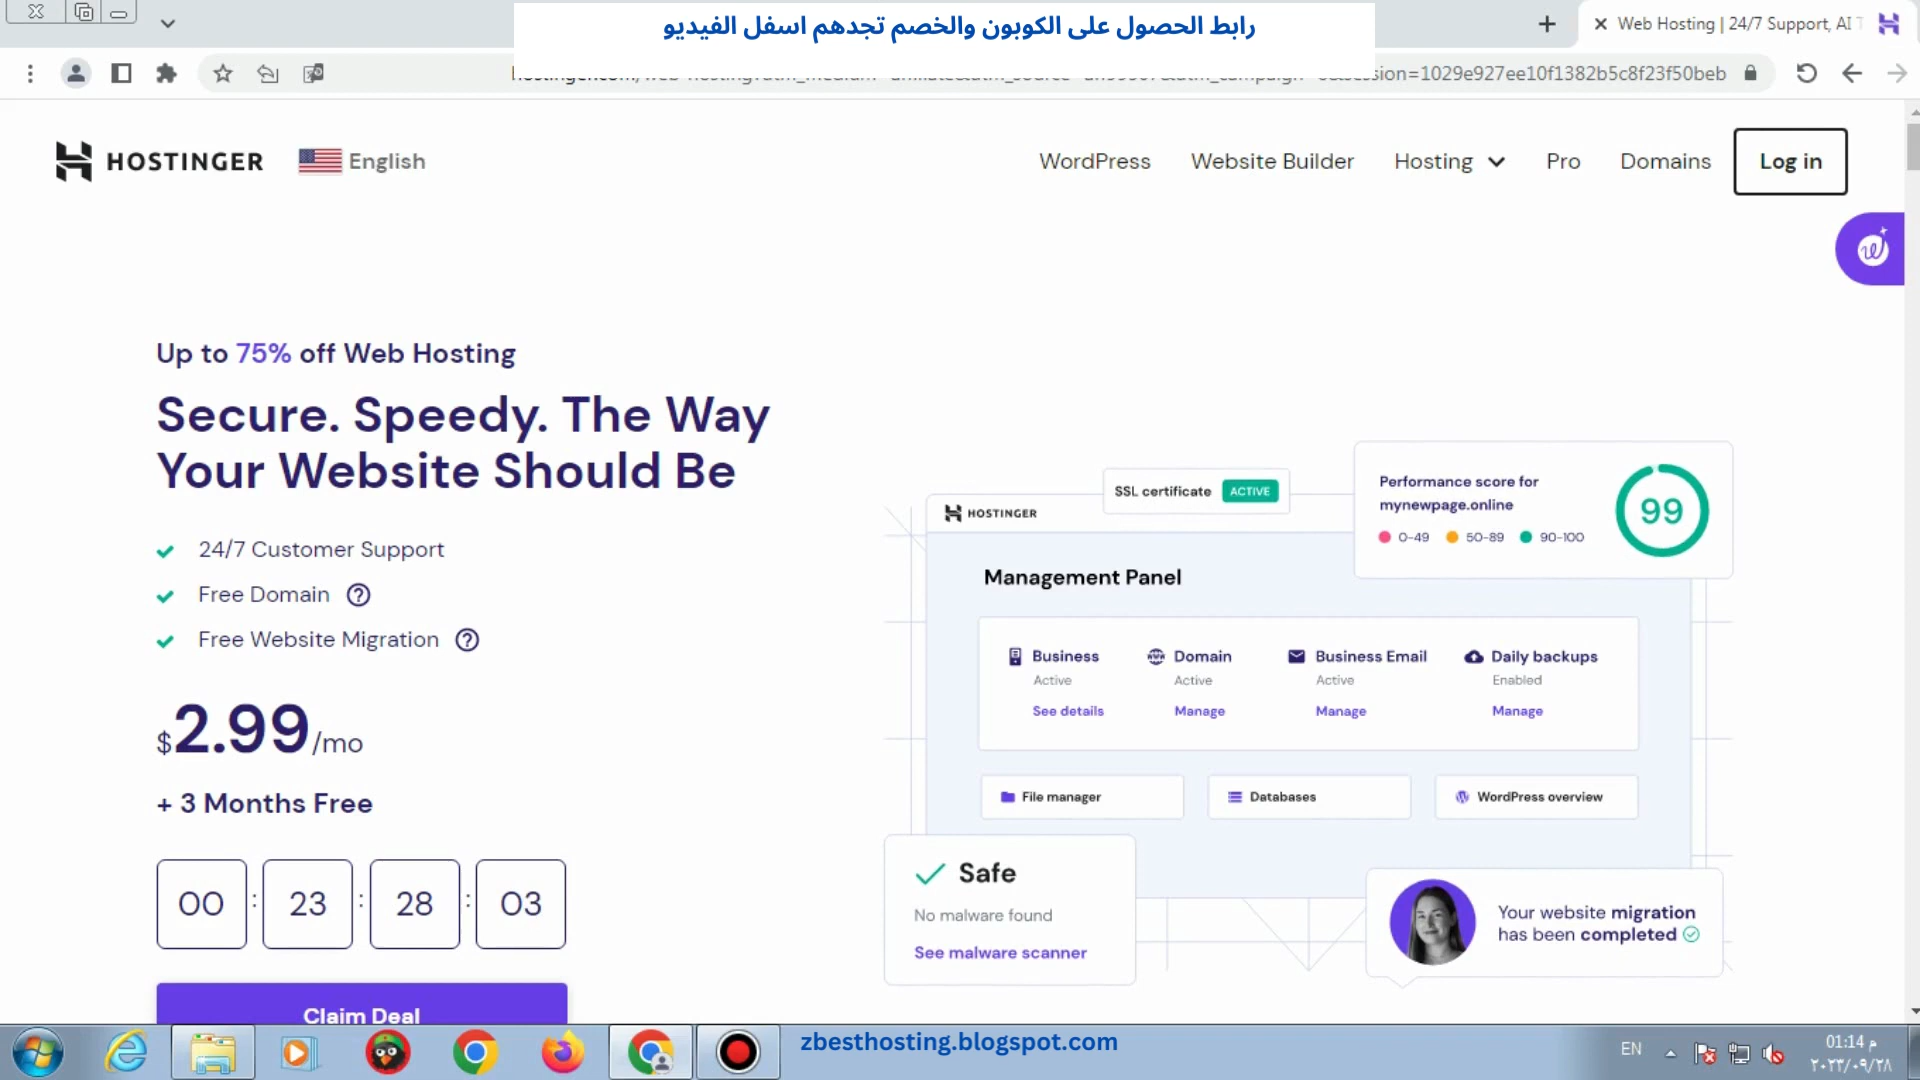 رابط الحصول على الكوبون والخصم تجدهم اسفل الفيديو
Web Hosting | 24/7 Support, AI T
ssion=1029e927ee10f1382b5c8f23f50beb
HOSTINGER
English
WordPress
Website Builder
Hosting
Pro
Domains
Log in
Up to 75% off Web Hosting
Secure. Speedy. The Way
Your Website Should Be
24/7 Customer Support
Free Domain ?
Free Website Migration ?
$2.99/mo
+ 3 Months Free
00 : 23 : 28 : 03
Claim Deal
SSL certificate ACTIVE
HOSTINGER
Performance score for
mynewpage.online
0-49 50-89 90-100
99
Management Panel
Business
Active
See details
Domain
Active
Manage
Business Email
Active
Manage
Daily backups
Enabled
Manage
File manager
Databases
WordPress overview
Safe
No malware found
See malware scanner
Your website migration
has been completed
zbesthosting.blogspot.com
EN
01:14 م
٢٠٢٣/٠٩/٢٨